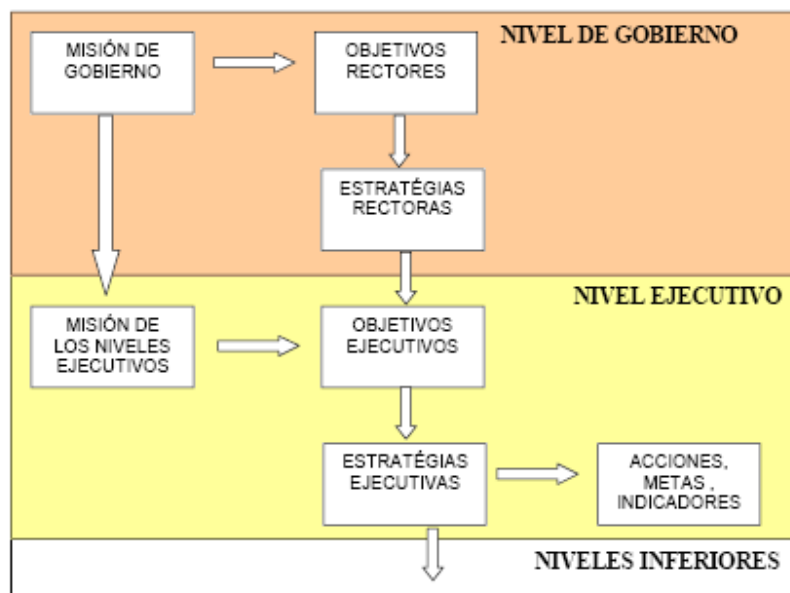 NIVEL DE GOBIERNO
MISIÓN DE
GOBIERNO
OBJETIVOS
RECTORES
ESTRATÉGIAS
RECTORAS
NIVEL EJECUTIVO
MISIÓN DE
LOS NIVELES
EJECUTIVOS
OBJETIVOS
EJECUTIVOS
ESTRATÉGIAS
EJECUTIVAS
ACCIONES,
METAS ,
INDICADORES
NIVELES INFERIORES